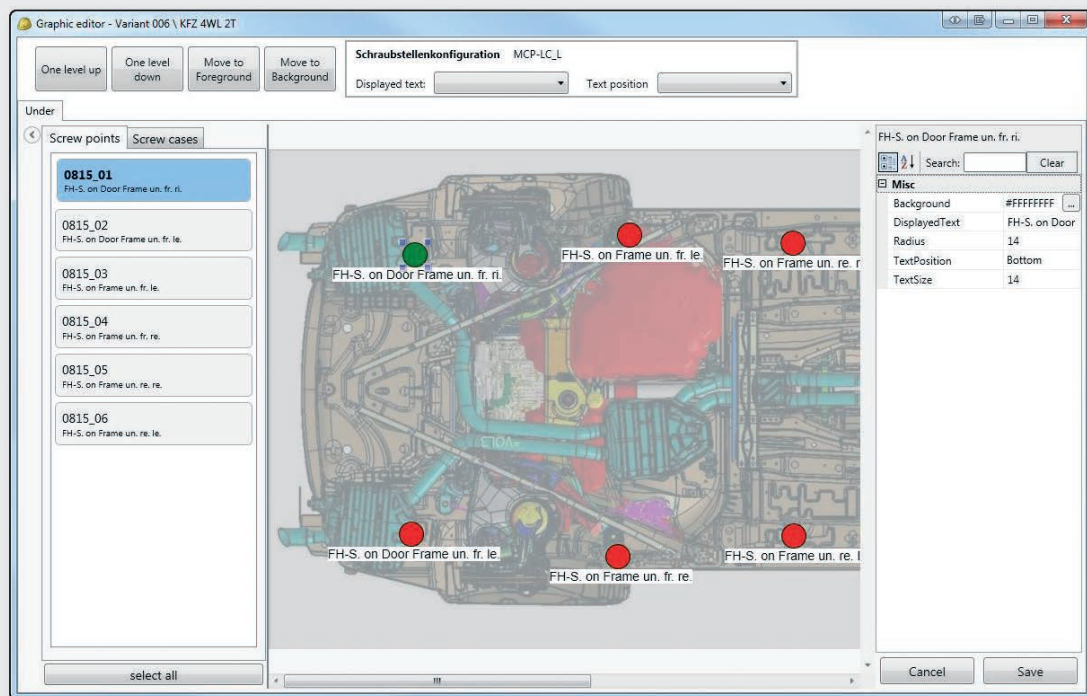 Graphic editor - Variant 006 \ KFZ 4WL 2T
One level up
One level
down
Move to
Foreground
Move to
Background
Schraubstellenkonfiguration MCP-LC_L
Displayed text:
Text position
Under
Screw points
Screw cases
0815_01
FH-S. on Door Frame un. fr. ri.
0815_02
FH-S. on Door Frame un. fr. le.
0815_03
FH-S. on Frame un. fr. le.
0815_04
FH-S. on Frame un. fr. re.
0815_05
FH-S. on Frame un. re. re.
0815_06
FH-S. on Frame un. re. le.
select all
FH-S. on Door Frame un. fr. ri.
FH-S. on Frame un. fr. le.
FH-S. on Frame un. re. r
FH-S. on Door Frame un. fr. le.
FH-S. on Frame un. fr. re.
FH-S. on Frame un. re. l
FH-S. on Door Frame un. fr. ri.
Search:
Clear
Misc
Background #FFFFFFFF ...
DisplayedText FH-S. on Door
Radius 14
TextPosition Bottom
TextSize 14
Cancel
Save